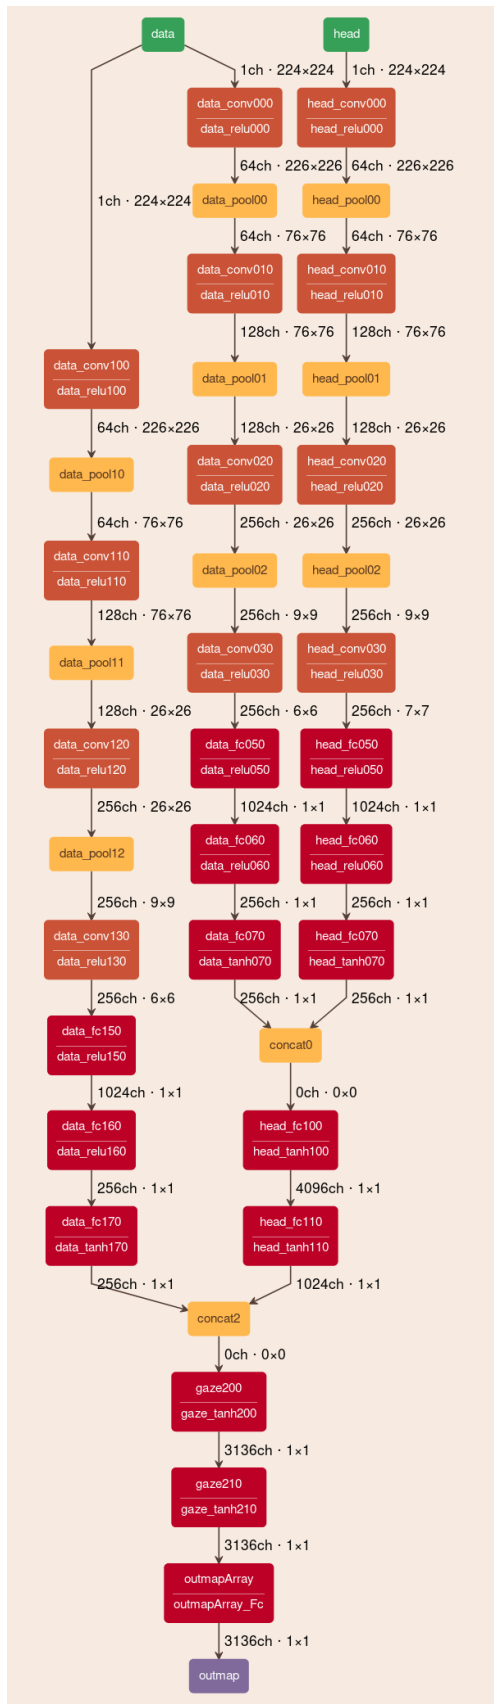 data
head
1ch · 224×224
1ch · 224×224
data_conv000
data_relu000
head_conv000
head_relu000
64ch · 226×226
64ch · 226×226
1ch · 224×224
data_pool00
head_pool00
64ch · 76×76
64ch · 76×76
data_conv010
data_relu010
head_conv010
head_relu010
128ch · 76×76
128ch · 76×76
data_conv100
data_relu100
data_pool01
head_pool01
64ch · 226×226
128ch · 26×26
128ch · 26×26
data_pool10
data_conv020
data_relu020
head_conv020
head_relu020
64ch · 76×76
256ch · 26×26
256ch · 26×26
data_conv110
data_relu110
data_pool02
head_pool02
128ch · 76×76
256ch · 9×9
256ch · 9×9
data_pool11
data_conv030
data_relu030
head_conv030
head_relu030
128ch · 26×26
256ch · 6×6
256ch · 7×7
data_conv120
data_relu120
data_fc050
data_relu050
head_fc050
head_relu050
256ch · 26×26
1024ch · 1×1
1024ch · 1×1
data_pool12
data_fc060
data_relu060
head_fc060
head_relu060
256ch · 9×9
256ch · 1×1
256ch · 1×1
data_conv130
data_relu130
data_fc070
data_tanh070
head_fc070
head_tanh070
256ch · 6×6
256ch · 1×1
256ch · 1×1
data_fc150
data_relu150
concat0
1024ch · 1×1
0ch · 0×0
data_fc160
data_relu160
head_fc100
head_tanh100
256ch · 1×1
4096ch · 1×1
data_fc170
data_tanh170
head_fc110
head_tanh110
256ch · 1×1
1024ch · 1×1
concat2
0ch · 0×0
gaze200
gaze_tanh200
3136ch · 1×1
gaze210
gaze_tanh210
3136ch · 1×1
outmapArray
outmapArray_Fc
3136ch · 1×1
outmap